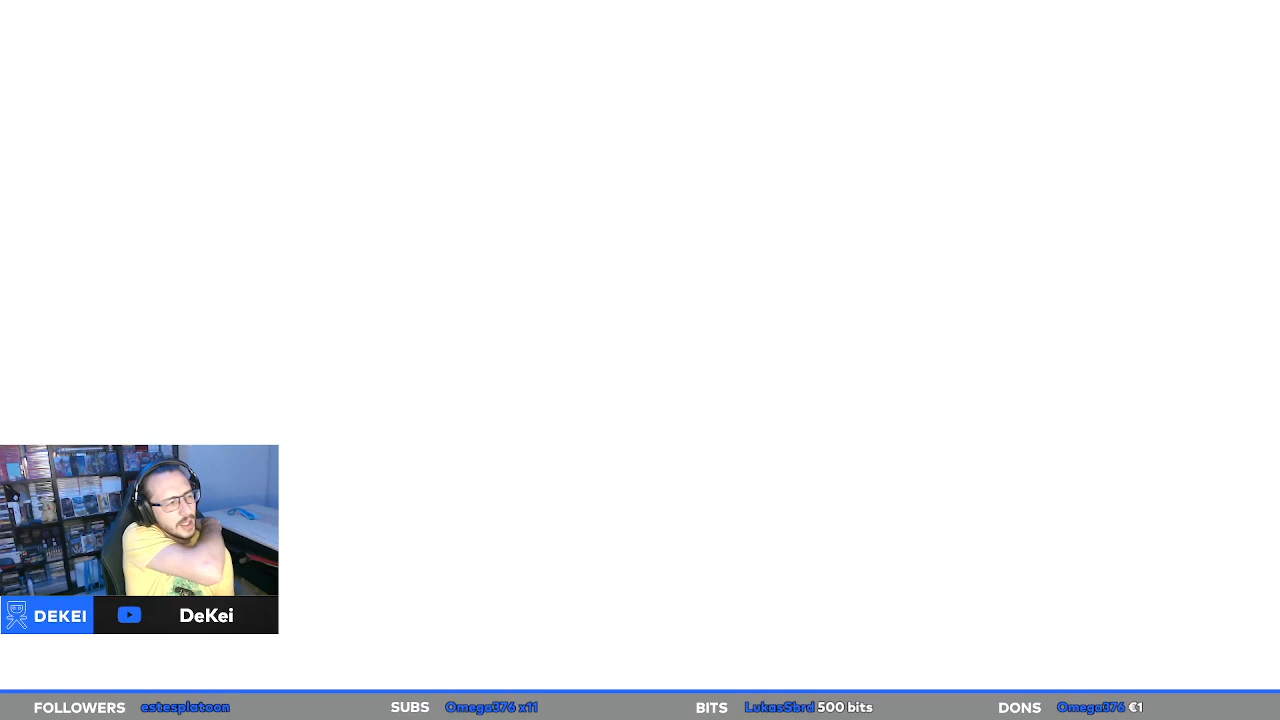 DEKEI
DeKei
FOLLOWERS estesplatoon SUBS Omega376 x11 BITS LukasSbrd 500 bits DONS Omega376 €1